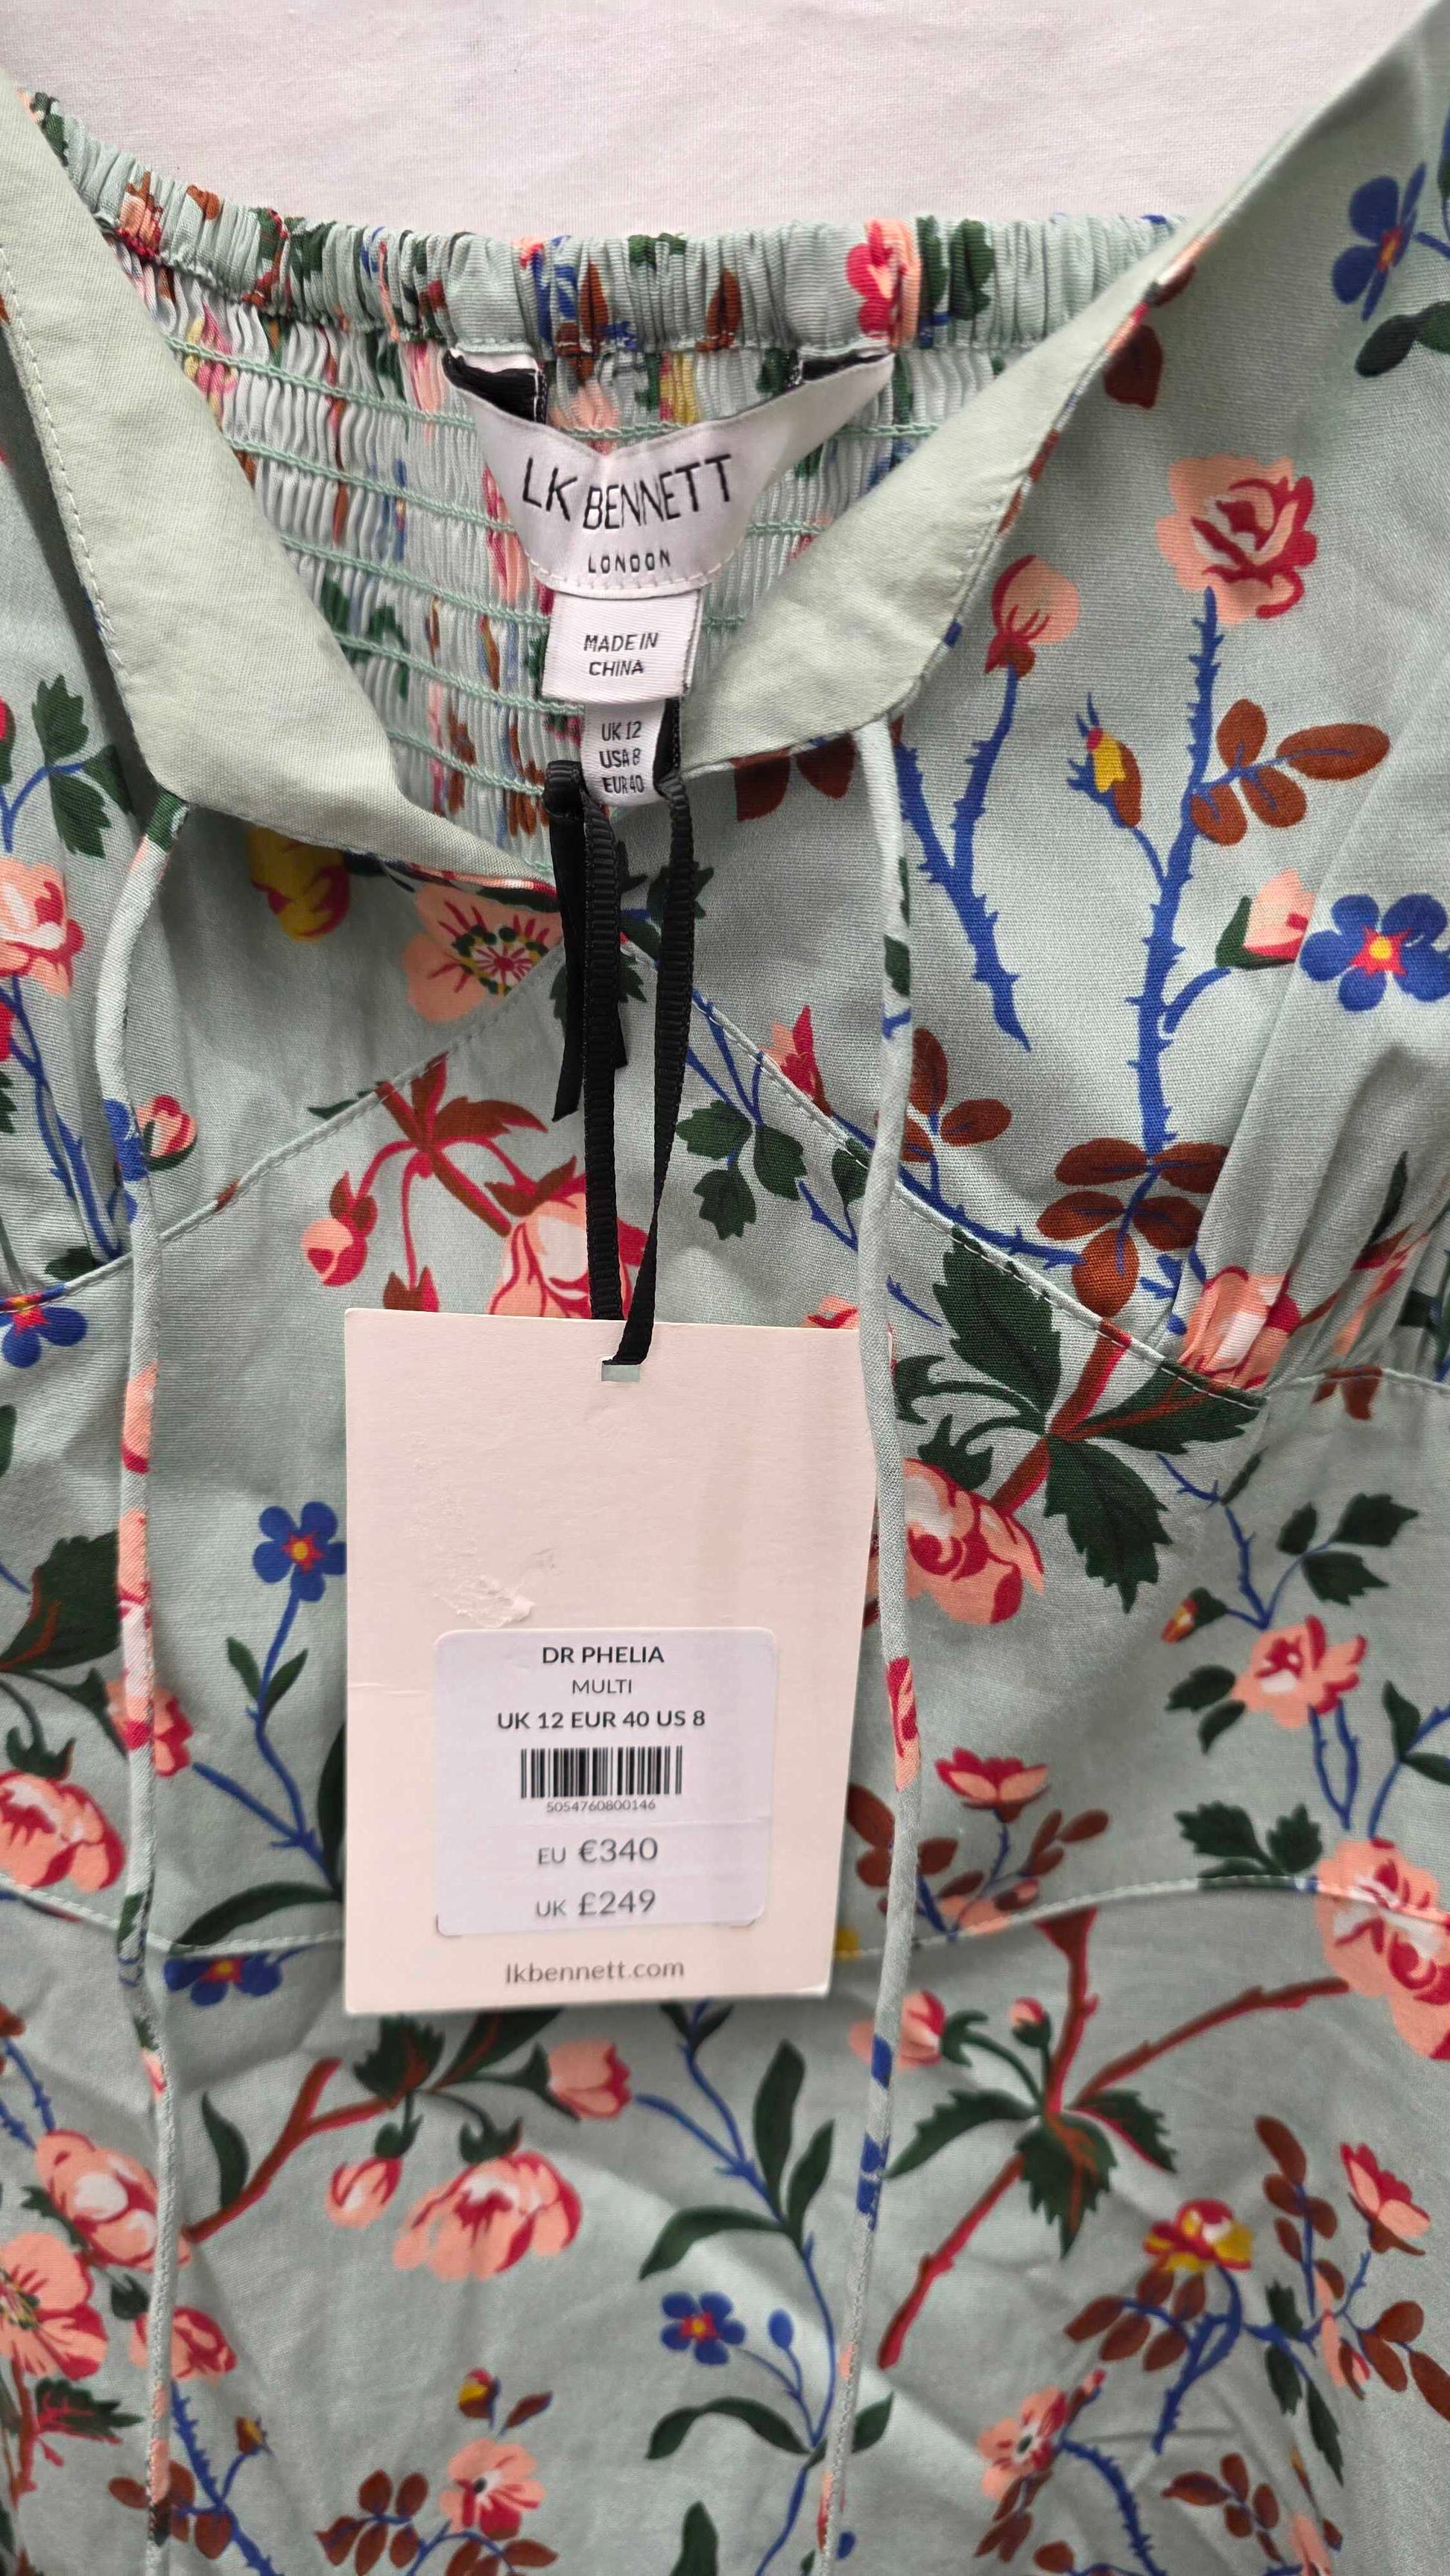 LK BENNETT
LONDON
MADE IN
CHINA
UK 12
USA 8
EUR 40
DR PHELIA
MULTI
UK 12 EUR 40 US 8
5054760800146
EU €340
UK £249
lkbennett.com